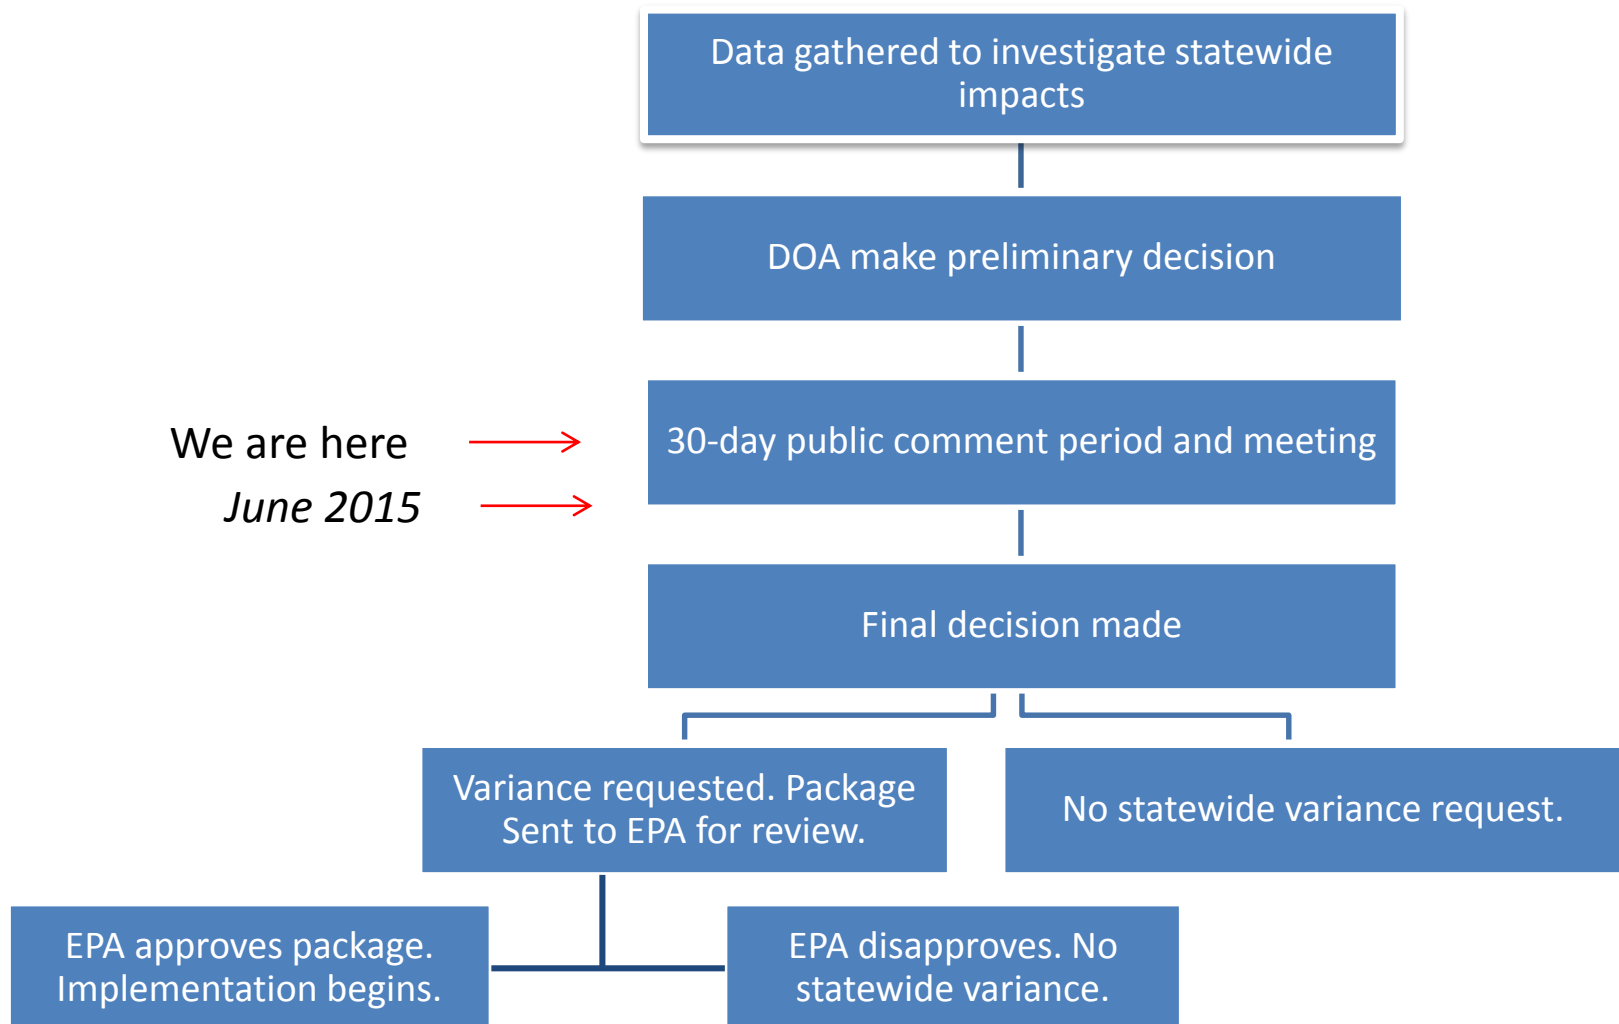 Data gathered to investigate statewide
impacts
DOA make preliminary decision
We are here
30-day public comment period and meeting
June 2015
Final decision made
Variance requested. Package
Sent to EPA for review.
No statewide variance request.
EPA approves package.
Implementation begins.
EPA disapproves. No
statewide variance.